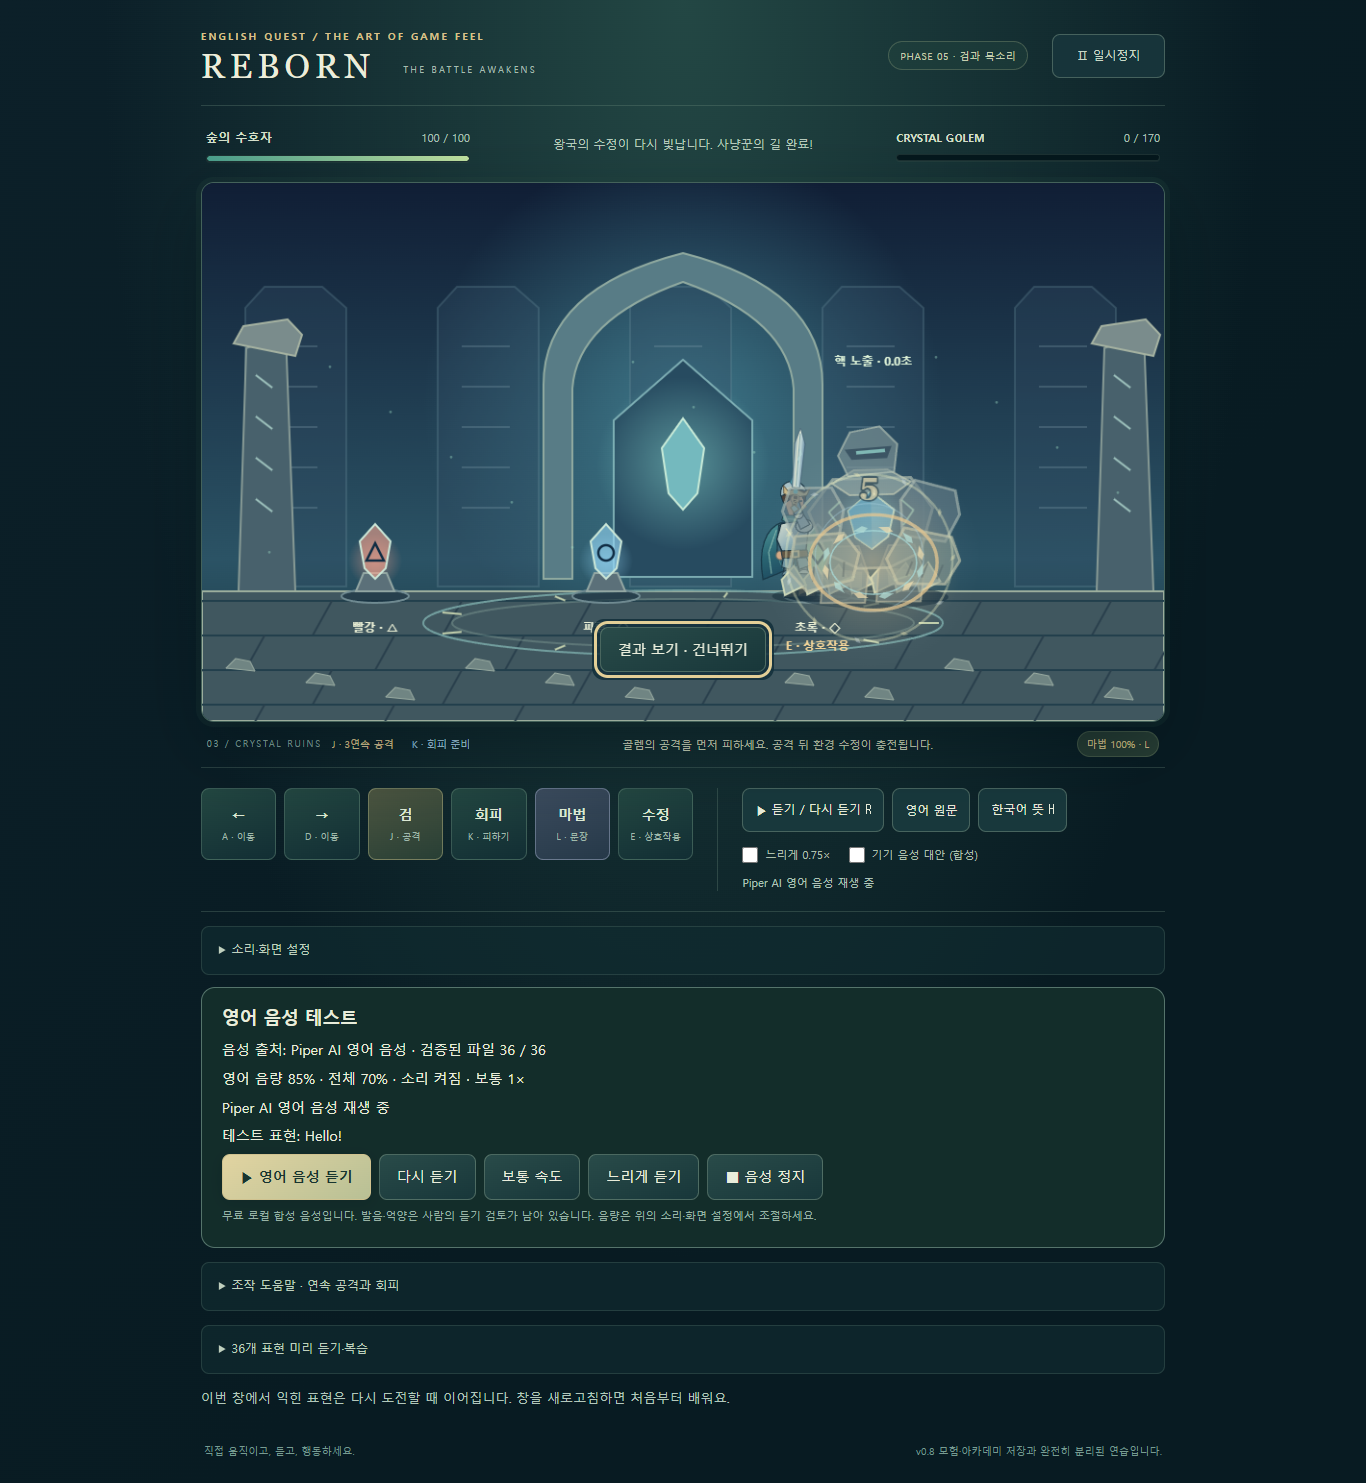 ENGLISH QUEST / THE ART OF GAME FEEL
REBORN THE BATTLE AWAKENS
PHASE 05 · 검과 목소리
Ⅱ 일시정지
숲의 수호자 100 / 100
왕국의 수정이 다시 빛납니다. 사냥꾼의 길 완료!
CRYSTAL GOLEM 0 / 170
핵 노출 · 0.0초
5
빨강 · △
초록 · ◇
E · 상호작용
결과 보기 · 건너뛰기
03 / CRYSTAL RUINS J · 3연속 공격 K · 회피 준비
골렘의 공격을 먼저 피하세요. 공격 뒤 환경 수정이 충전됩니다.
마법 100% · L
←
A · 이동
→
D · 이동
검
J · 공격
회피
K · 피하기
마법
L · 문장
수정
E · 상호작용
▶ 듣기 / 다시 듣기 R
영어 원문
한국어 뜻 H
느리게 0.75×
기기 음성 대안 (합성)
Piper AI 영어 음성 재생 중
▶ 소리·화면 설정
영어 음성 테스트
음성 출처: Piper AI 영어 음성 · 검증된 파일 36 / 36
영어 음량 85% · 전체 70% · 소리 켜짐 · 보통 1×
Piper AI 영어 음성 재생 중
테스트 표현: Hello!
▶ 영어 음성 듣기
다시 듣기
보통 속도
느리게 듣기
■ 음성 정지
무료 로컬 합성 음성입니다. 발음·억양은 사람의 듣기 검토가 남아 있습니다. 음량은 위의 소리·화면 설정에서 조절하세요.
▶ 조작 도움말 · 연속 공격과 회피
▶ 36개 표현 미리 듣기·복습
이번 창에서 익힌 표현은 다시 도전할 때 이어집니다. 창을 새로고침하면 처음부터 배워요.
직접 움직이고, 듣고, 행동하세요.
v0.8 모험·아카데미 저장과 완전히 분리된 연습입니다.